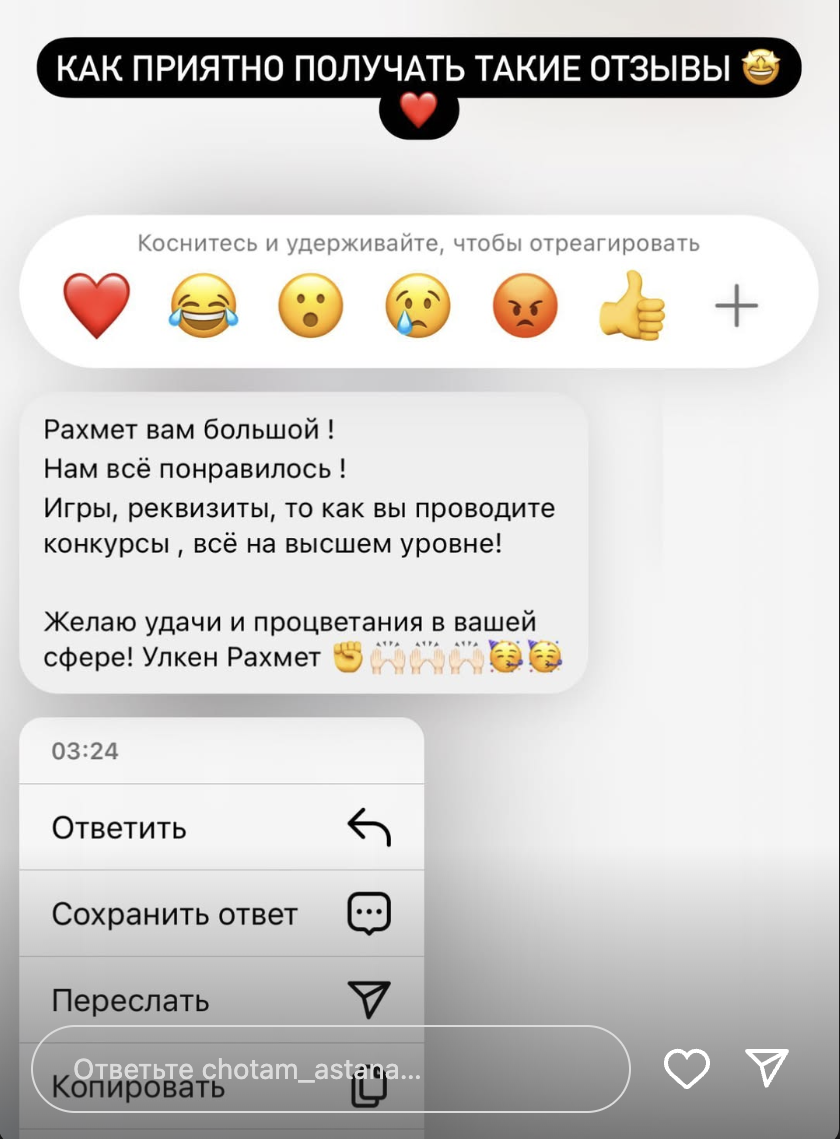 КАК ПРИЯТНО ПОЛУЧАТЬ ТАКИЕ ОТЗЫВЫ 🤩
❤️
Коснитесь и удерживайте, чтобы отреагировать
❤️ 😂 😮 😢 😡 👍 +
Рахмет вам большой !
Нам всё понравилось !
Игры, реквизиты, то как вы проводите
конкурсы , всё на высшем уровне!
Желаю удачи и процветания в вашей
сфере! Улкен Рахмет ✊🙌🏻🙌🏻🙌🏻🥳🥳
03:24
Ответить
Сохранить ответ
Переслать
Ответьте chotam_astana...
Копировать